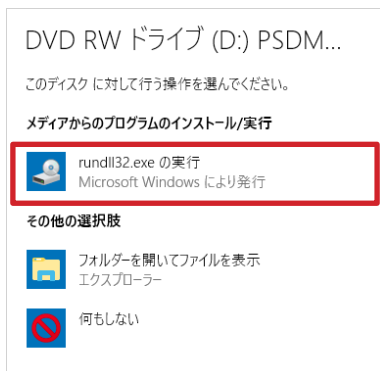 DVD RW ドライブ (D:) PSDM...
このディスク に対して行う操作を選んでください。
メディアからのプログラムのインストール/実行
rundll32.exe の実行
Microsoft Windows により発行
その他の選択肢
フォルダーを開いてファイルを表示
エクスプローラー
何もしない